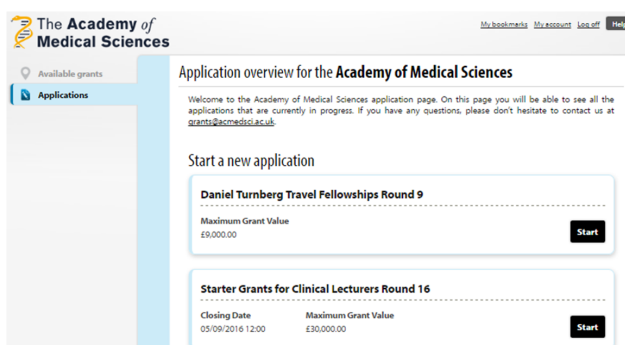 The Academy of
Medical Sciences
My bookmarks My account Log off Help
Available grants
Applications
Application overview for the Academy of Medical Sciences
Welcome to the Academy of Medical Sciences application page. On this page you will be able to see all the
applications that are currently in progress. If you have any questions, please don't hesitate to contact us at
grants@acmedsci.ac.uk.
Start a new application
Daniel Turnberg Travel Fellowships Round 9
Maximum Grant Value
£9,000.00
Start
Starter Grants for Clinical Lecturers Round 16
Closing Date Maximum Grant Value
05/09/2016 12:00 £30,000.00
Start